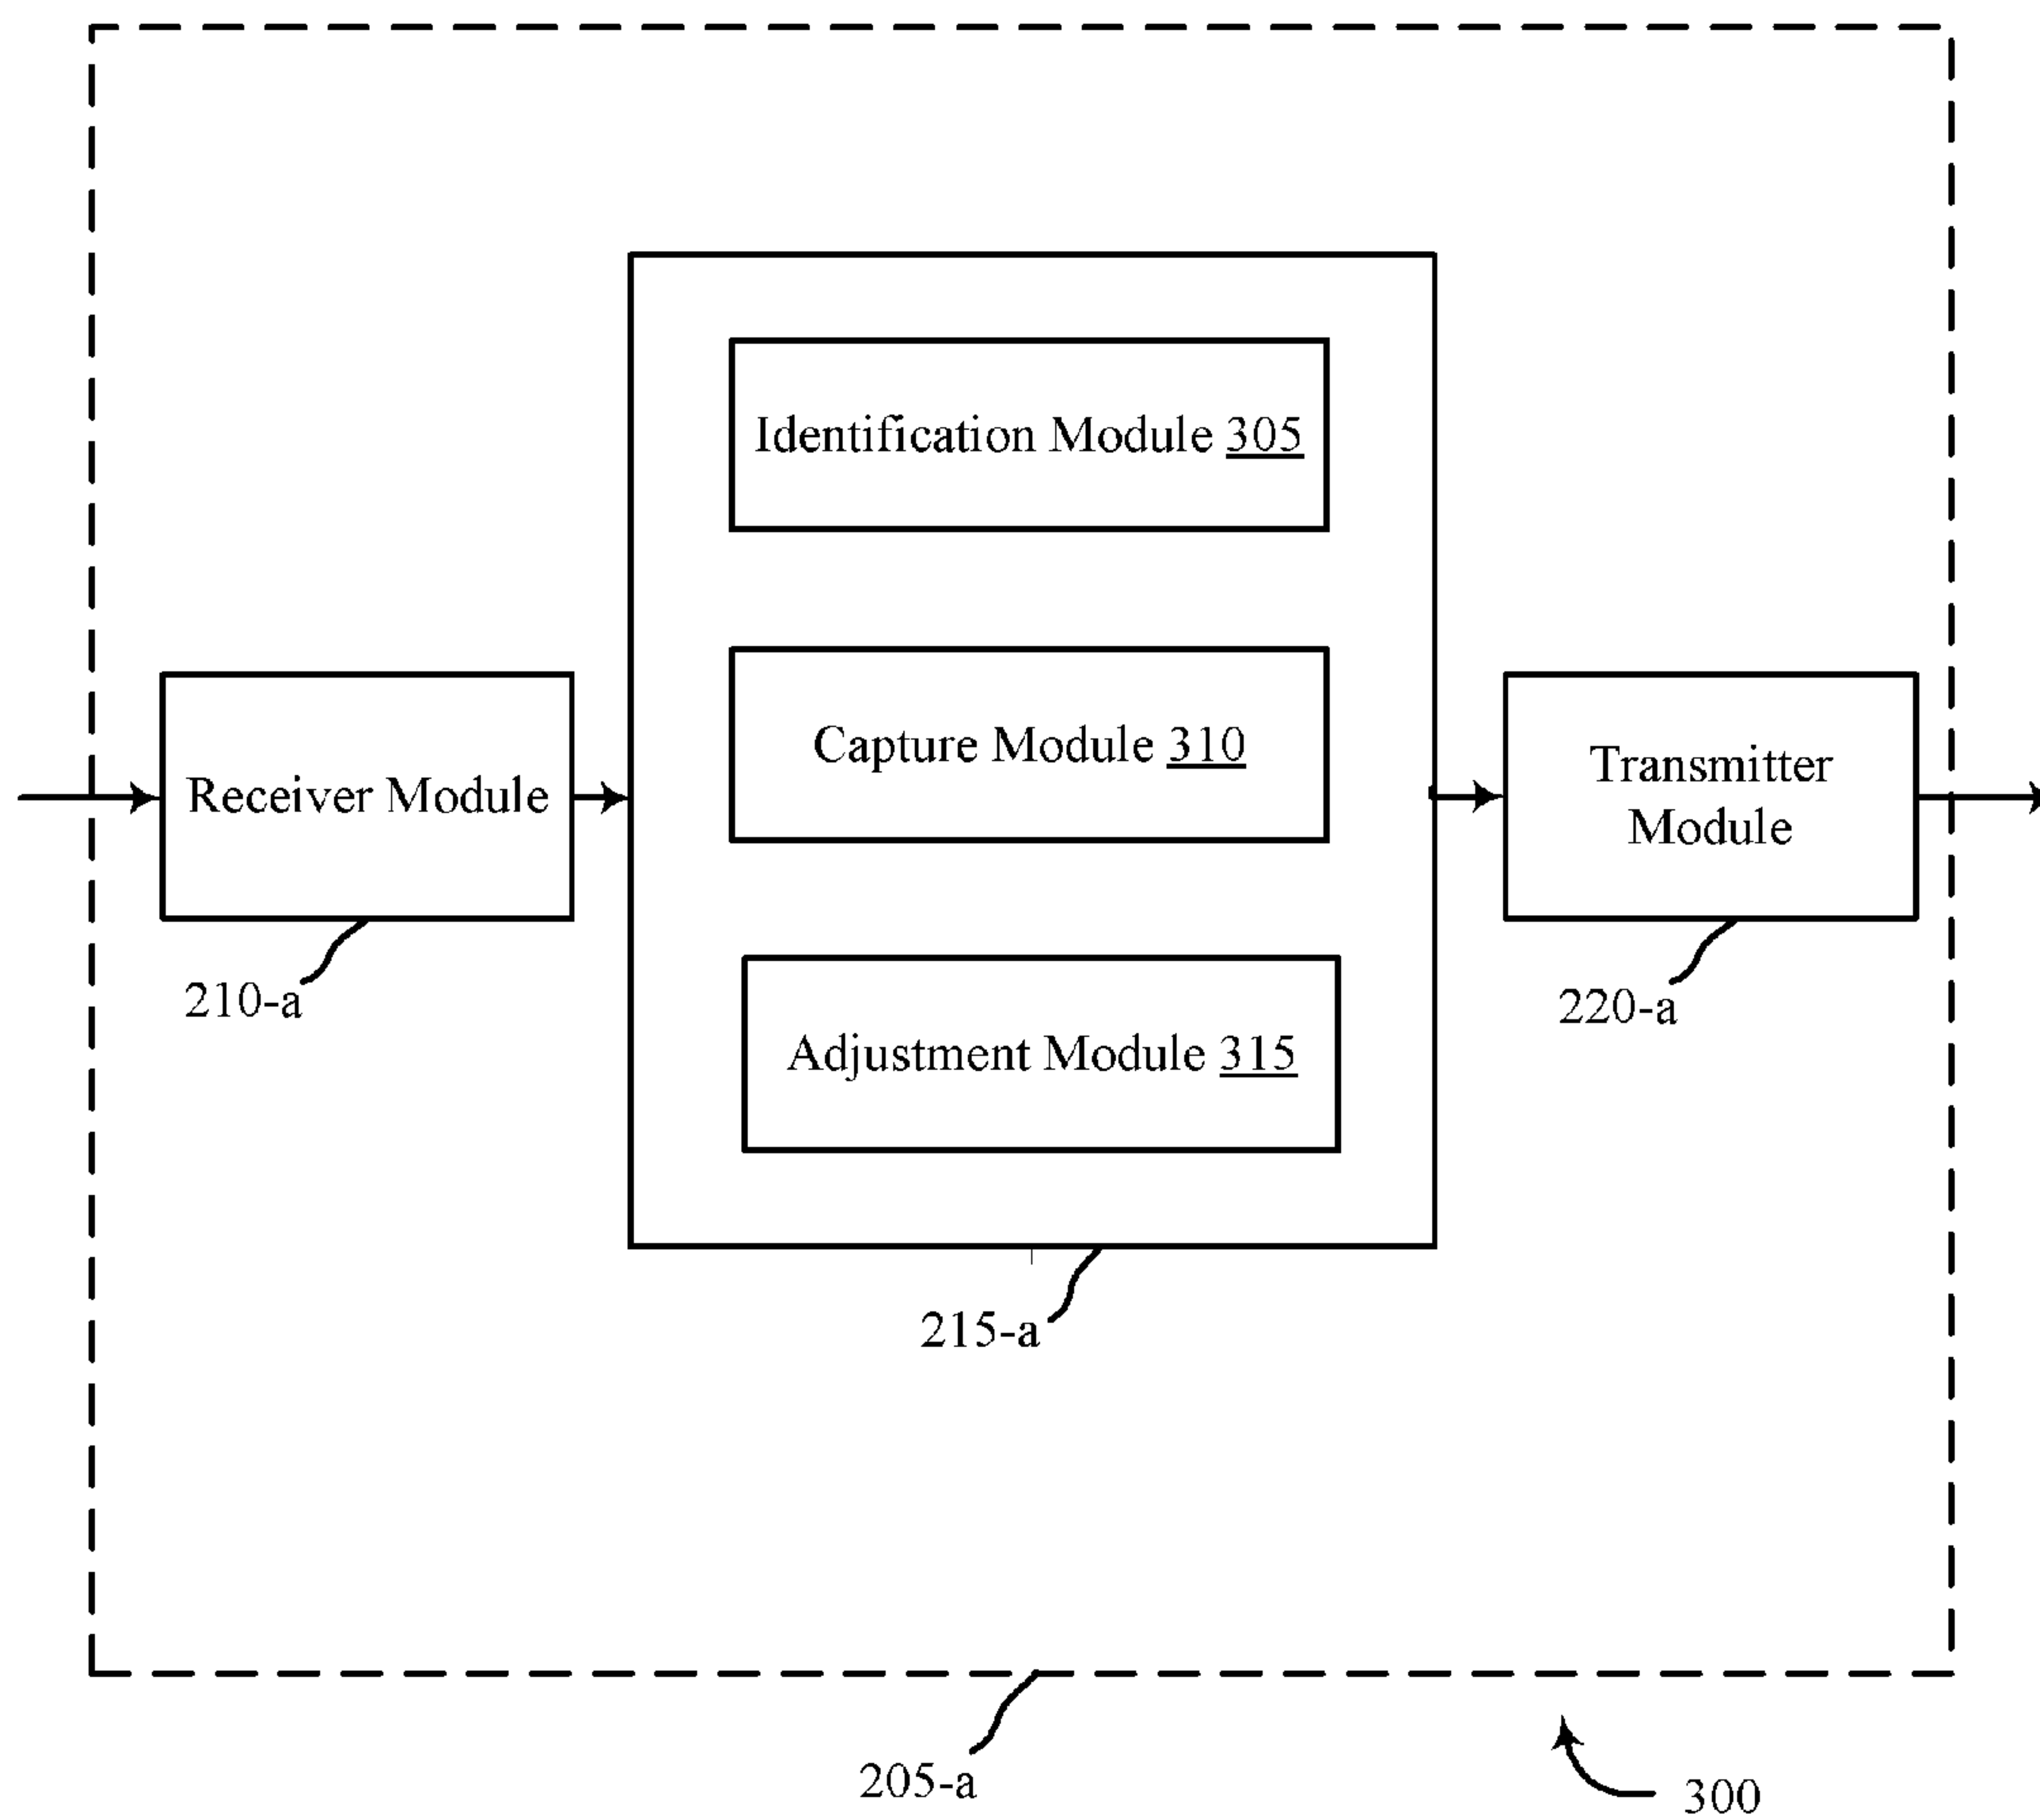 Identification Module 305
Capture Module 310
Receiver Module
Transmitter
Module
210-a
220-a
Adjustment Module 315
215-a
205-a
300